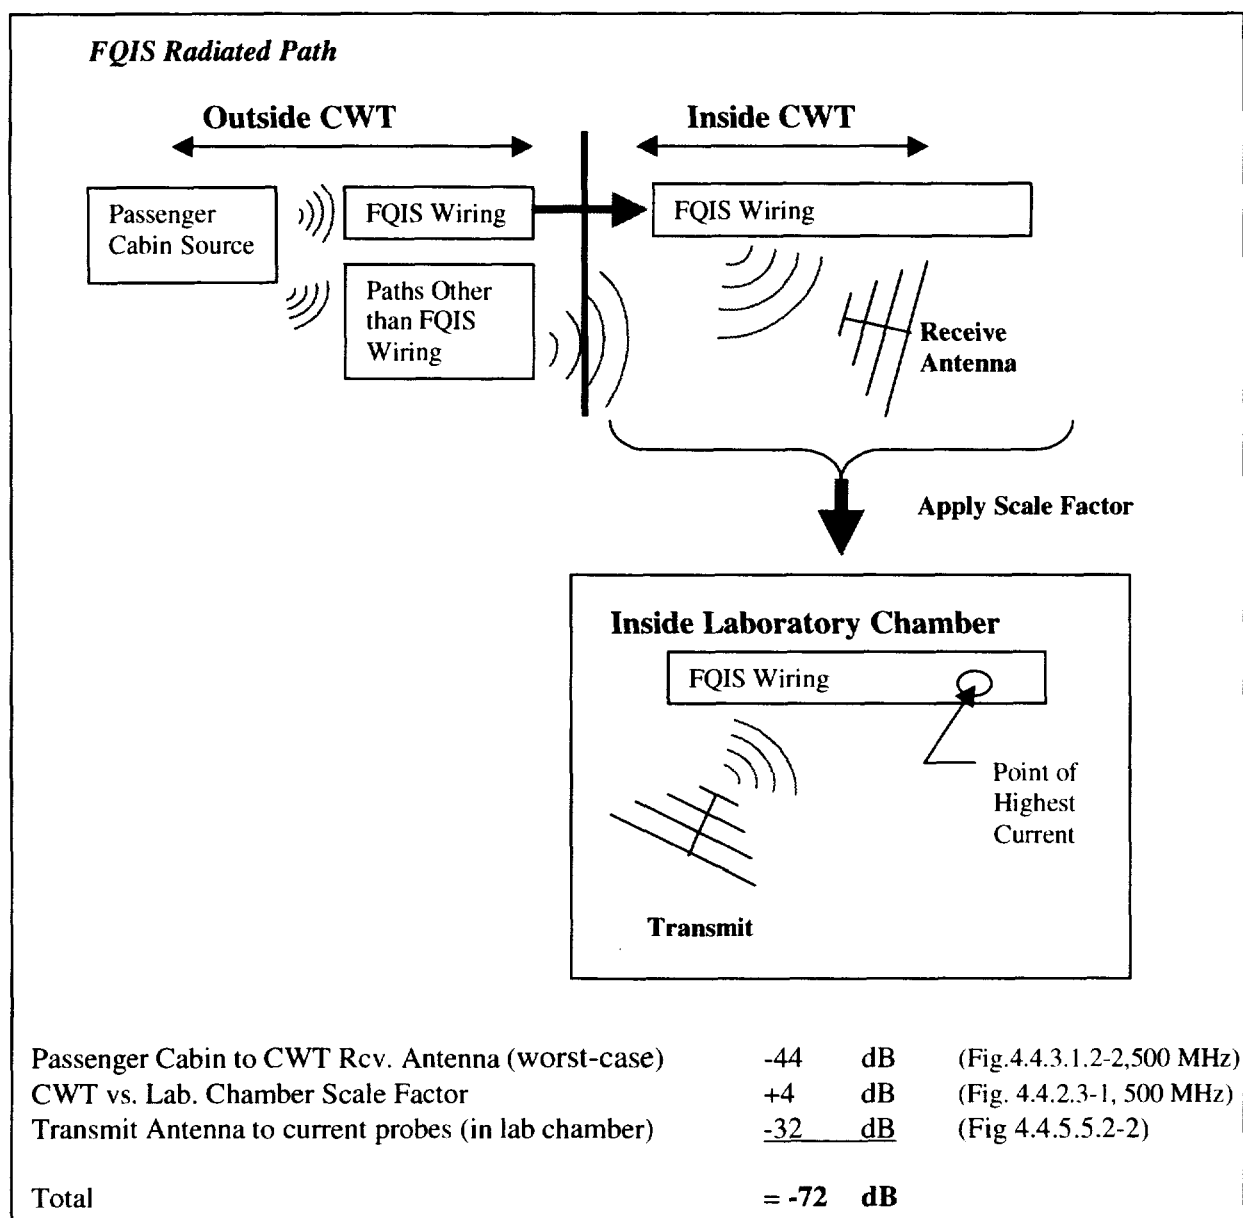 FQIS Radiated Path
Outside CWT
Inside CWT
Passenger
Cabin Source
FQIS Wiring
FQIS Wiring
Paths Other
than FQIS
Wiring
Receive
Antenna
Apply Scale Factor
Inside Laboratory Chamber
FQIS Wiring
Point of
Highest
Current
Transmit
Passenger Cabin to CWT Rcv. Antenna (worst-case) -44 dB (Fig.4.4.3.1.2-2,500 MHz)
CWT vs. Lab. Chamber Scale Factor +4 dB (Fig. 4.4.2.3-1, 500 MHz)
Transmit Antenna to current probes (in lab chamber) -32 dB (Fig 4.4.5.5.2-2)
Total = -72 dB